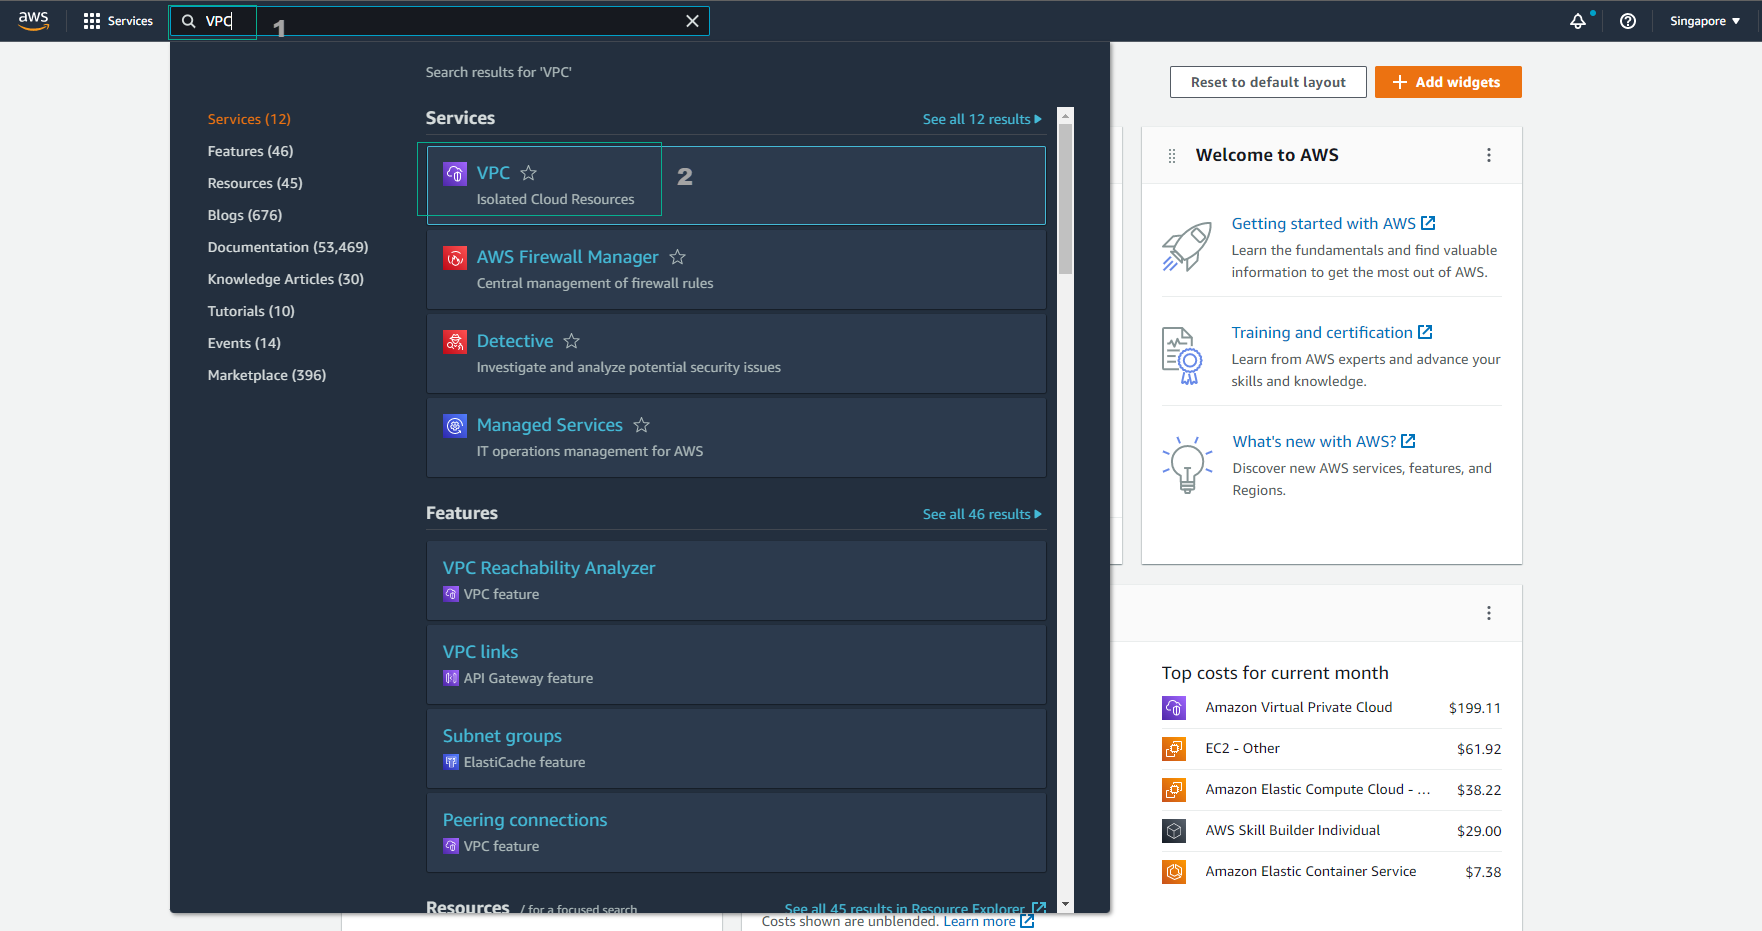 aws
Services
VPC
1
Singapore
Search results for 'VPC'
Services (12)
Features (46)
Resources (45)
Blogs (676)
Documentation (53,469)
Knowledge Articles (30)
Tutorials (10)
Events (14)
Marketplace (396)
Services
See all 12 results
VPC
Isolated Cloud Resources
2
AWS Firewall Manager
Central management of firewall rules
Detective
Investigate and analyze potential security issues
Managed Services
IT operations management for AWS
Features
See all 46 results
VPC Reachability Analyzer
VPC feature
VPC links
API Gateway feature
Subnet groups
ElastiCache feature
Peering connections
VPC feature
Resources / for a focused search
See all 45 results in Resource Explorer
Costs shown are unblended. Learn more
Reset to default layout
Add widgets
Welcome to AWS
Getting started with AWS
Learn the fundamentals and find valuable
information to get the most out of AWS.
Training and certification
Learn from AWS experts and advance your
skills and knowledge.
What's new with AWS?
Discover new AWS services, features, and
Regions.
Top costs for current month
Amazon Virtual Private Cloud $199.11
EC2 - Other $61.92
Amazon Elastic Compute Cloud - ... $38.22
AWS Skill Builder Individual $29.00
Amazon Elastic Container Service $7.38